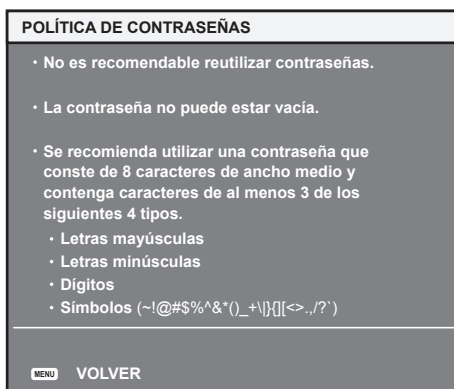 POLÍTICA DE CONTRASEÑAS
• No es recomendable reutilizar contraseñas.
• La contraseña no puede estar vacía.
• Se recomienda utilizar una contraseña que
conste de 8 caracteres de ancho medio y
contenga caracteres de al menos 3 de los
siguientes 4 tipos.
• Letras mayúsculas
• Letras minúsculas
• Dígitos
• Símbolos (~!@#$%^&*()_+\|}{][<>.,/?`)
MENU VOLVER